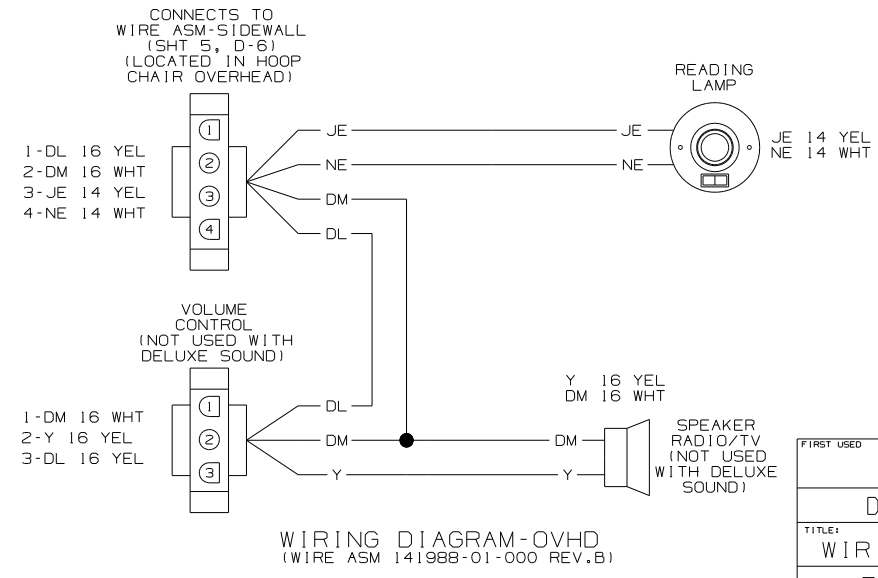 CONNECTS TO
WIRE ASM-SIDEWALL
(SHT 5, D-6)
(LOCATED IN HOOP
CHAIR OVERHEAD)
READING
LAMP
1
2
3
4
1-DL 16 YEL
2-DM 16 WHT
3-JE 14 YEL
4-NE 14 WHT
JE
JE
NE
NE
DM
DL
JE 14 YEL
NE 14 WHT
VOLUME
CONTROL
(NOT USED WITH
DELUXE SOUND)
1
2
3
1-DM 16 WHT
2-Y 16 YEL
3-DL 16 YEL
DL
DM
DM
Y
Y
Y 16 YEL
DM 16 WHT
SPEAKER
RADIO/TV
(NOT USED
WITH DELUXE
SOUND)
WIRING DIAGRAM-OVHD
(WIRE ASM 141988-01-000 REV.B)
FIRST USED
D
TITLE:
WIR